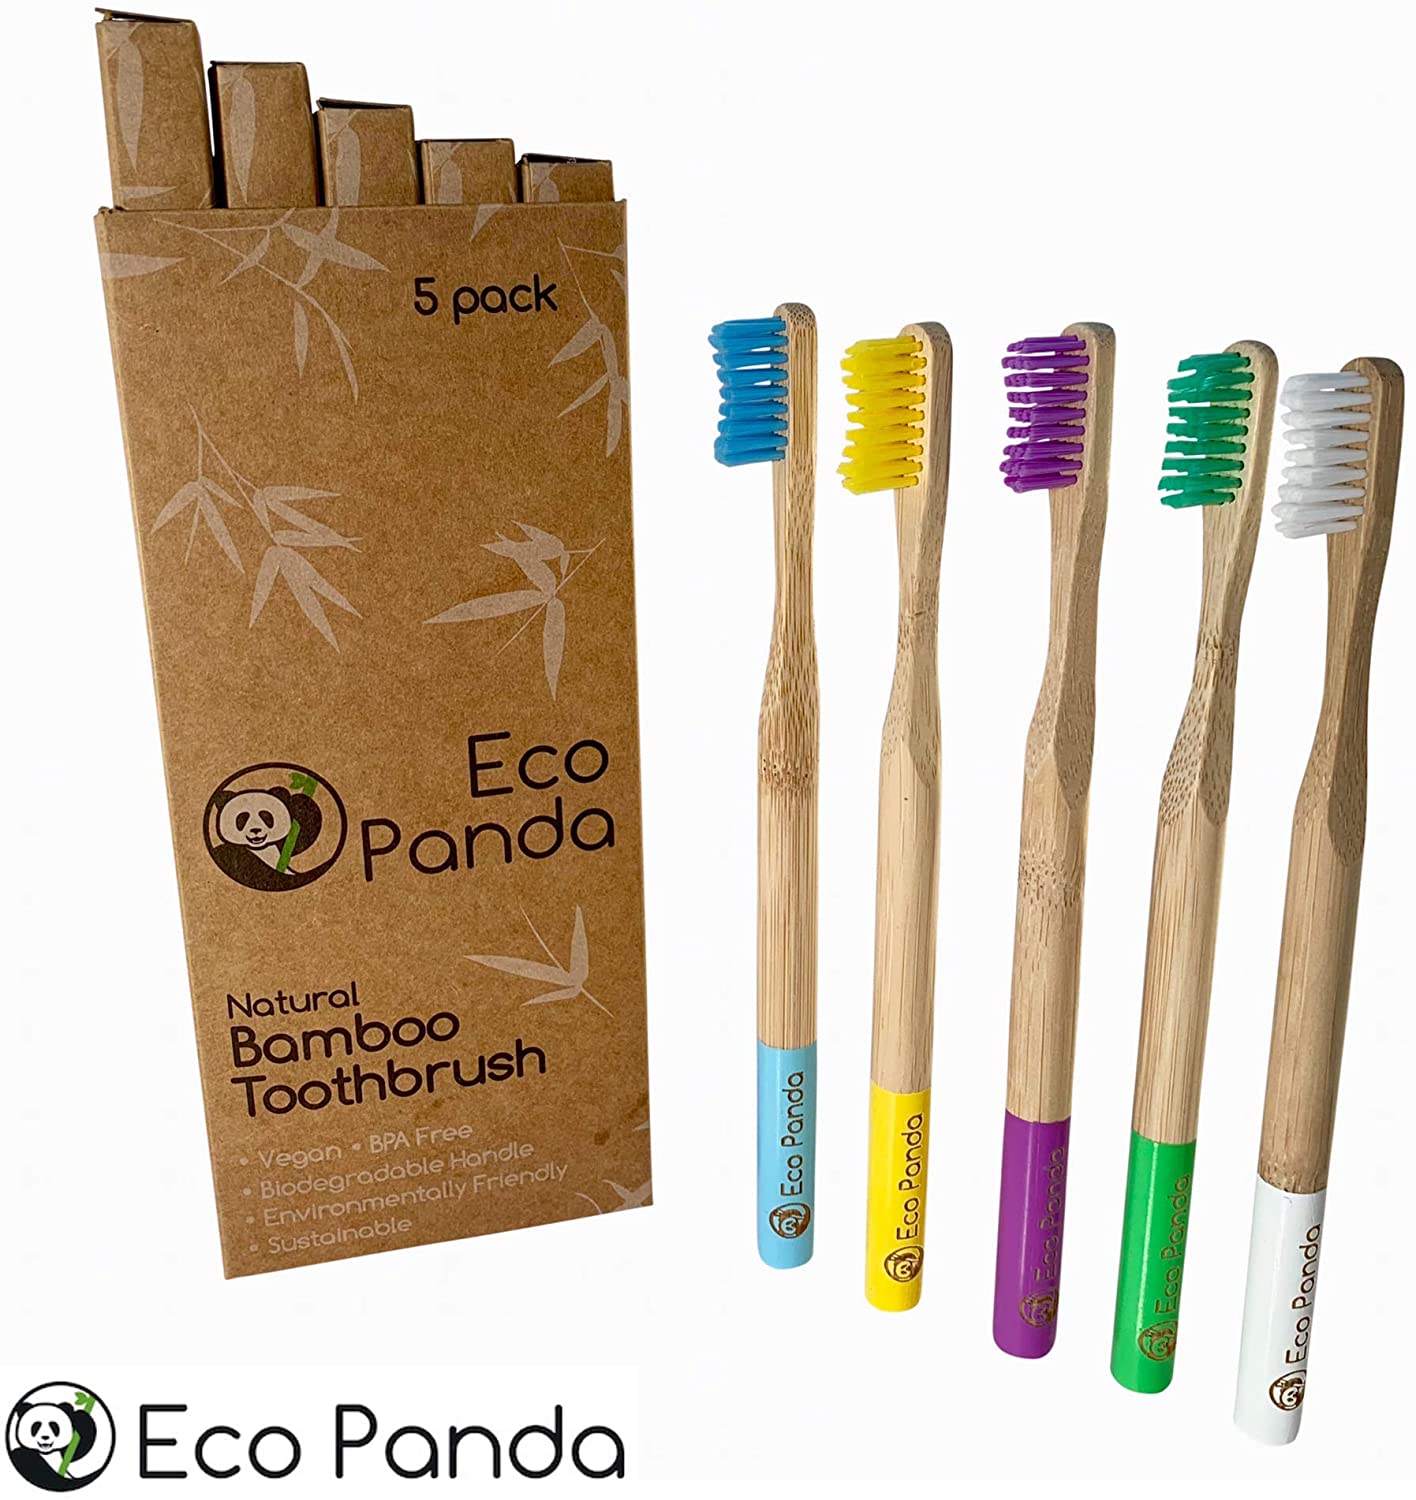 5 pack
Eco
Panda
Natural
Bamboo
Toothbrush
• Vegan • BPA Free
• Biodegradable Handle
• Environmentally Friendly
• Sustainable
Eco Panda
Eco Panda
Eco Panda
Eco Panda
Eco Panda
Eco Panda